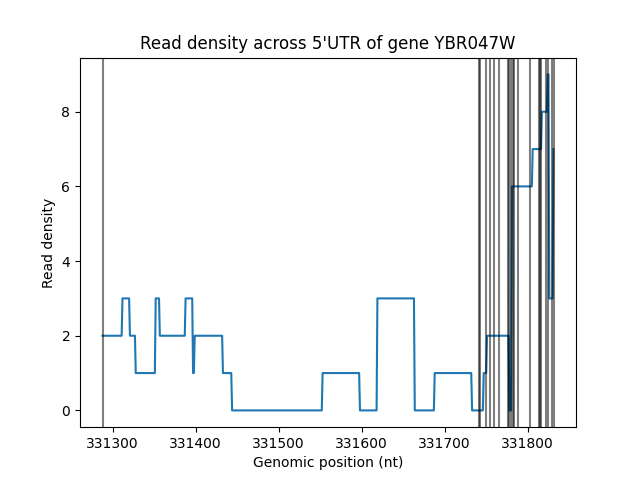 Read density across 5'UTR of gene YBR047W
Read density
8
6
4
2
0
331300 331400 331500 331600 331700 331800
Genomic position (nt)